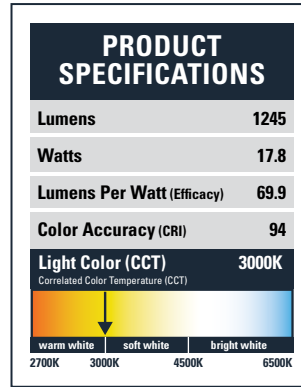 PRODUCT
SPECIFICATIONS
Lumens 1245
Watts 17.8
Lumens Per Watt (Efficacy) 69.9
Color Accuracy (CRI) 94
Light Color (CCT) 3000K
Correlated Color Temperature (CCT)
warm white soft white bright white
2700K 3000K 4500K 6500K